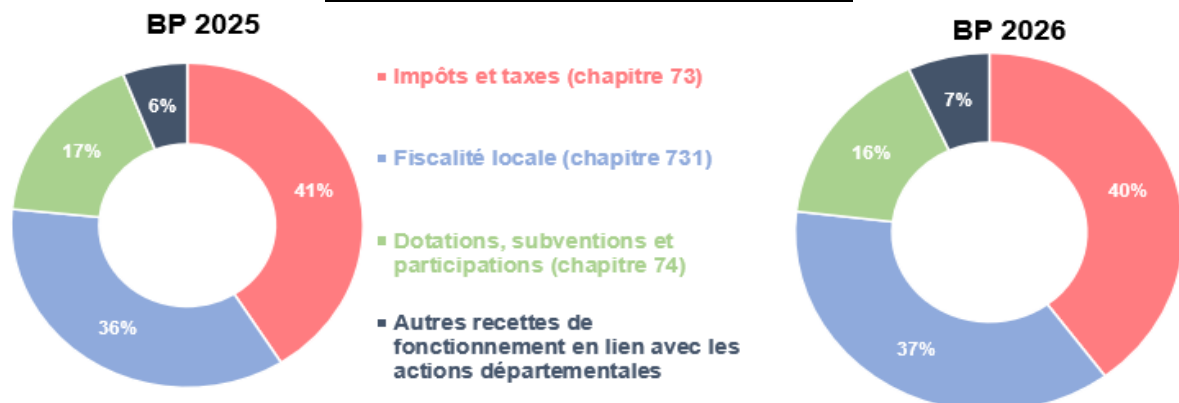 BP 2025
6%
17%
41%
36%
Impôts et taxes (chapitre 73)
Fiscalité locale (chapitre 731)
Dotations, subventions et
participations (chapitre 74)
Autres recettes de
fonctionnement en lien avec les
actions départementales
BP 2026
7%
16%
40%
37%